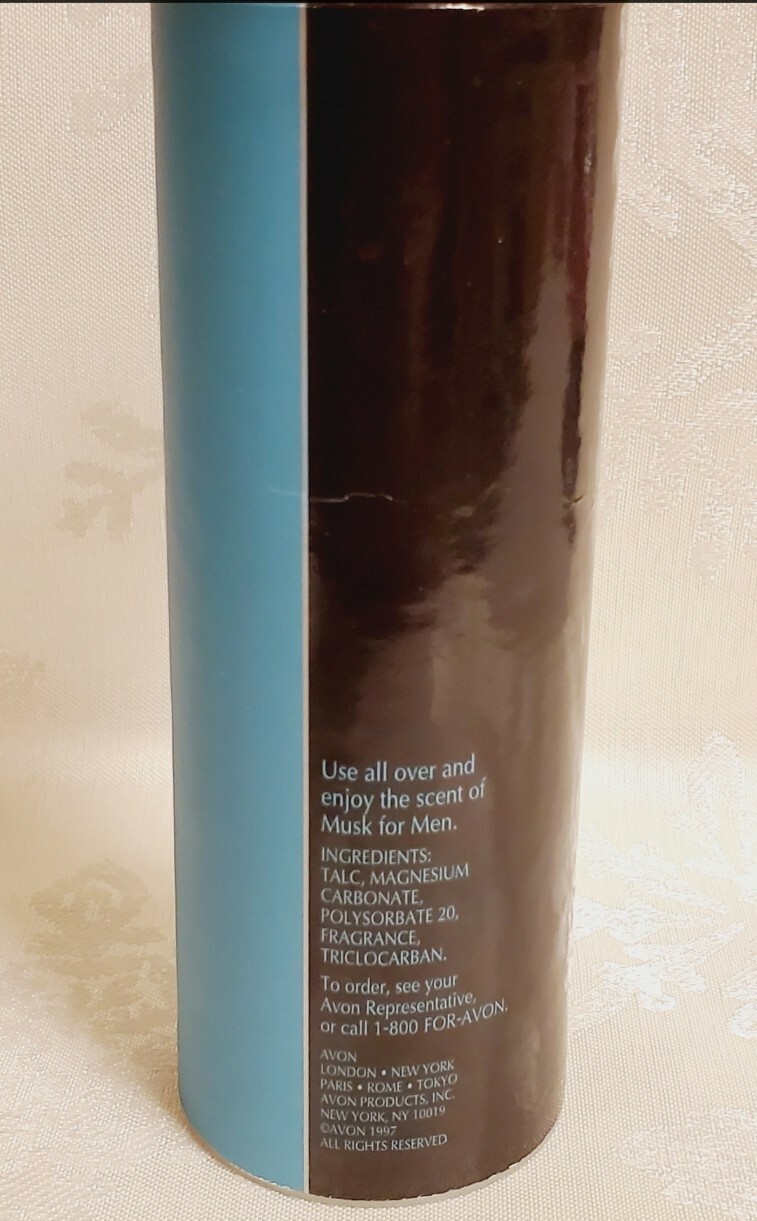 Use all over and
enjoy the scent of
Musk for Men.
INGREDIENTS:
TALC, MAGNESIUM
CARBONATE,
POLYSORBATE 20,
FRAGRANCE,
TRICLOCARBAN.
To order, see your
Avon Representative,
or call 1-800 FOR-AVON.
AVON
LONDON • NEW YORK
PARIS • ROME • TOKYO
AVON PRODUCTS, INC.
NEW YORK, NY 10019
©AVON 1997
ALL RIGHTS RESERVED